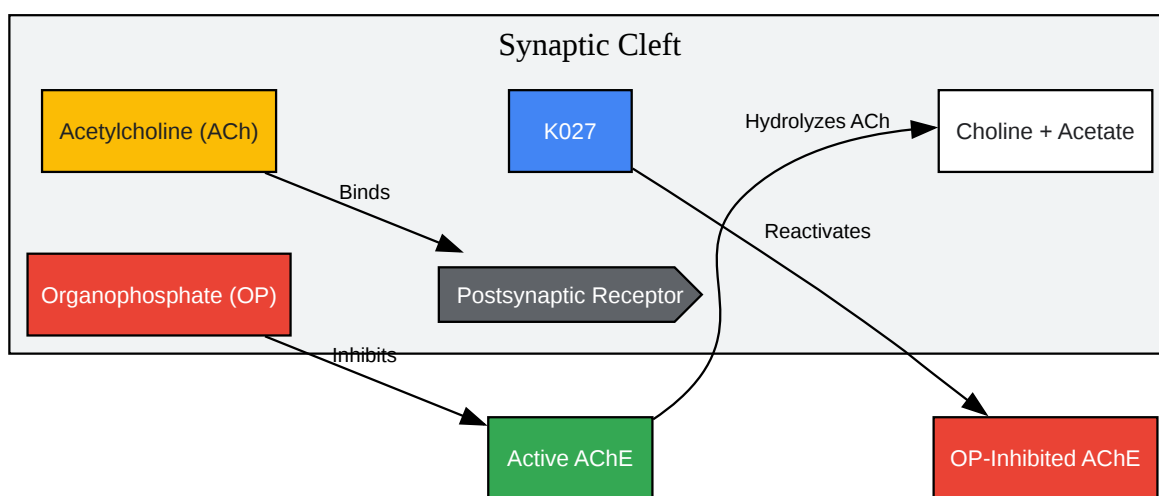 Synaptic Cleft
Acetylcholine (ACh)
K027
Hydrolyzes ACh
Choline + Acetate
Binds
Reactivates
Organophosphate (OP)
Postsynaptic Receptor
Inhibits
Active AChE
OP-Inhibited AChE